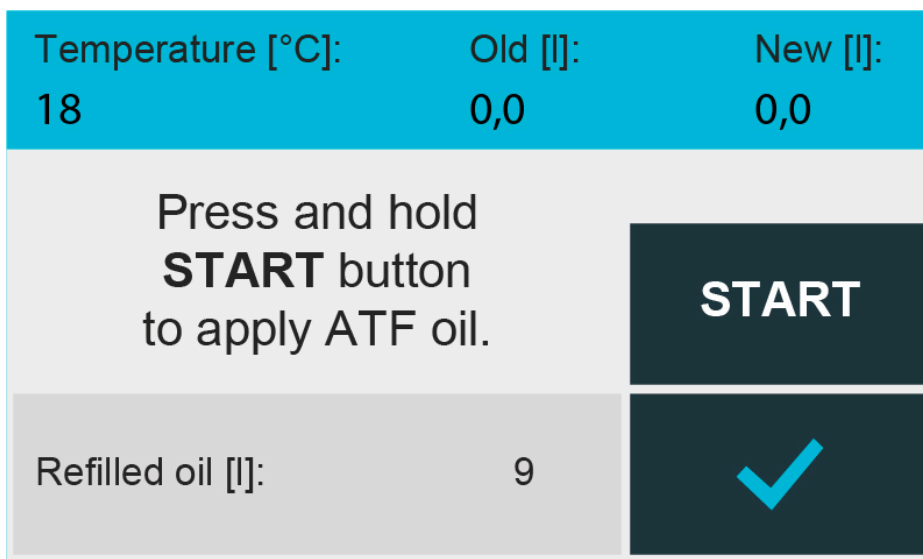 Temperature [°C]: Old [l]: New [l]:
18 0,0 0,0
Press and hold
START button
to apply ATF oil.
START
Refilled oil [l]: 9